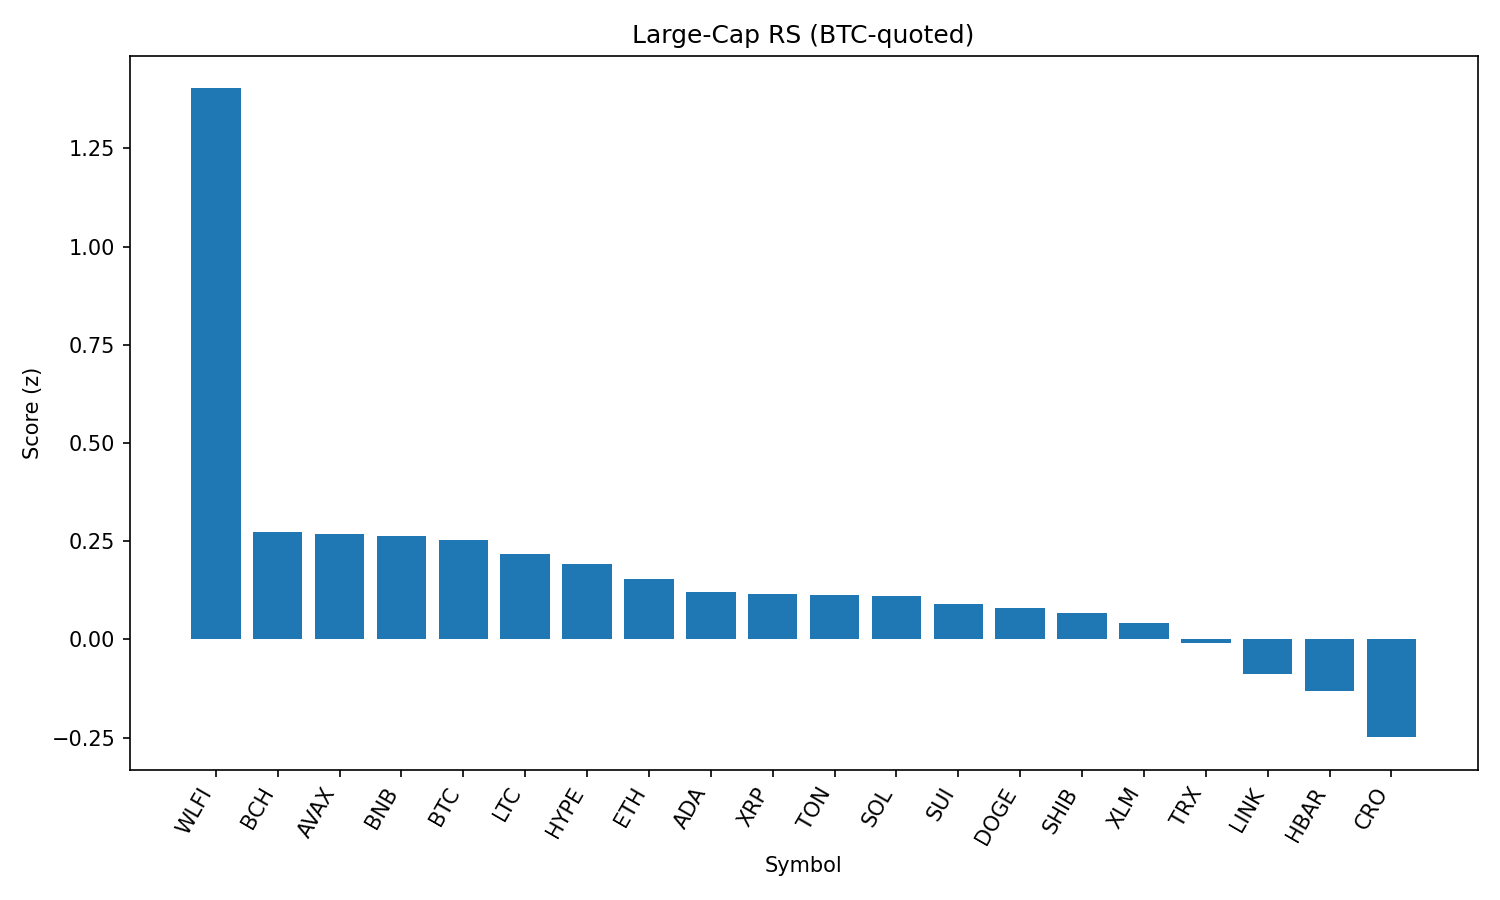 Large-Cap RS (BTC-quoted)
Score (z)
1.25
1.00
0.75
0.50
0.25
0.00
−0.25
WLFI
BCH
AVAX
BNB
BTC
LTC
HYPE
ETH
ADA
XRP
TON
SOL
SUI
DOGE
SHIB
XLM
TRX
LINK
HBAR
CRO
Symbol